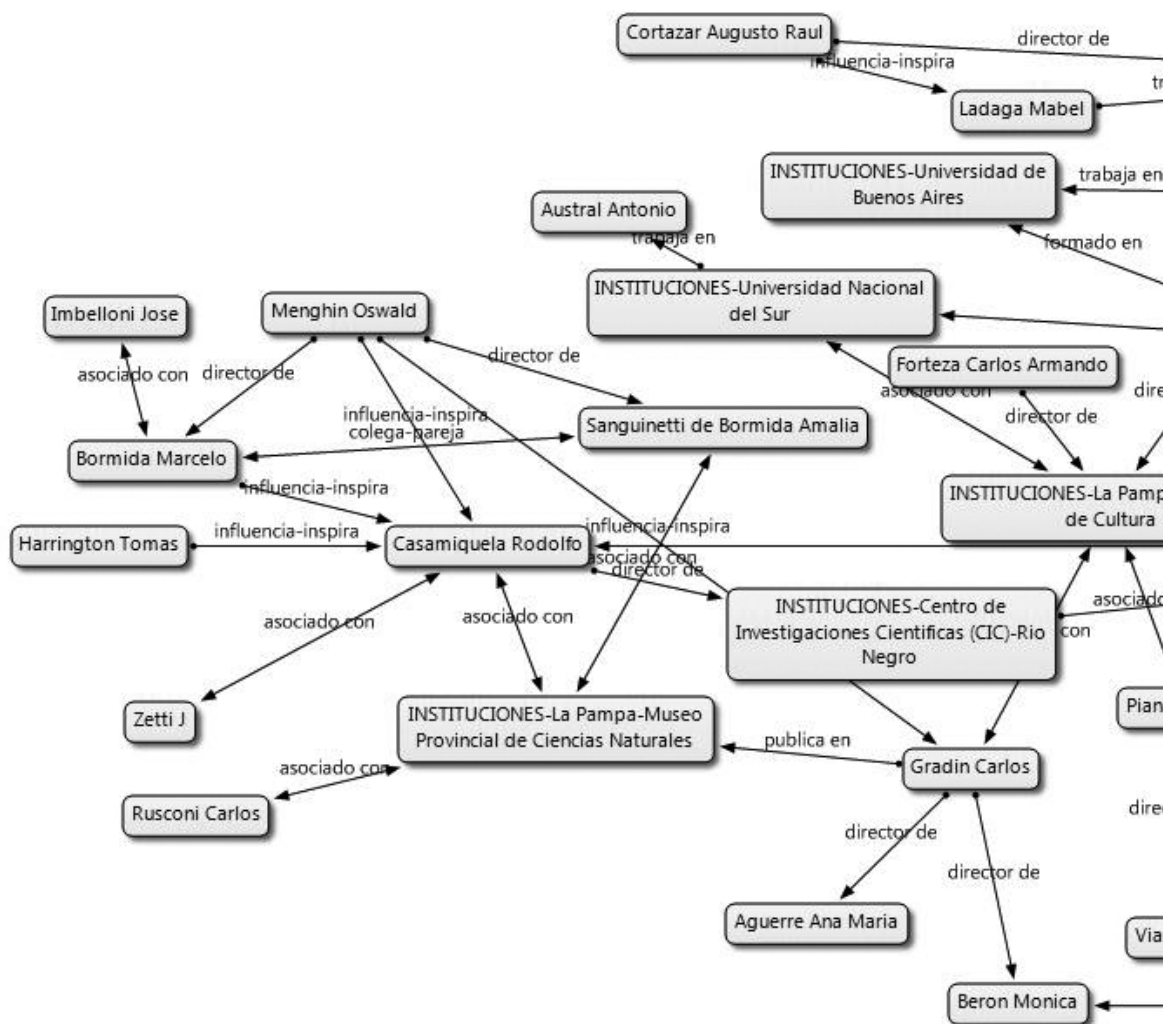 Cortazar Augusto Raul
director de
influencia-inspira
Ladaga Mabel
INSTITUCIONES-Universidad de
Buenos Aires
trabaja en
Austral Antonio
trabaja en
formado en
INSTITUCIONES-Universidad Nacional
del Sur
Imbelloni Jose
Menghin Oswald
asociado con
director de
director de
Forteza Carlos Armando
asociado con
director de
influencia-inspira
colega-pareja
Sanguinetti de Bormida Amalia
Bormida Marcelo
influencia-inspira
INSTITUCIONES-La Pamp
de Cultura
Harrington Tomas
influencia-inspira
Casamiquela Rodolfo
influencia-inspira
asociado con
director de
asociado con
asociado con
INSTITUCIONES-Centro de
Investigaciones Cientificas (CIC)-Rio
Negro
asociado
con
Zetti J
INSTITUCIONES-La Pampa-Museo
Provincial de Ciencias Naturales
publica en
Gradin Carlos
asociado con
Rusconi Carlos
director de
director de
Aguerre Ana Maria
Beron Monica